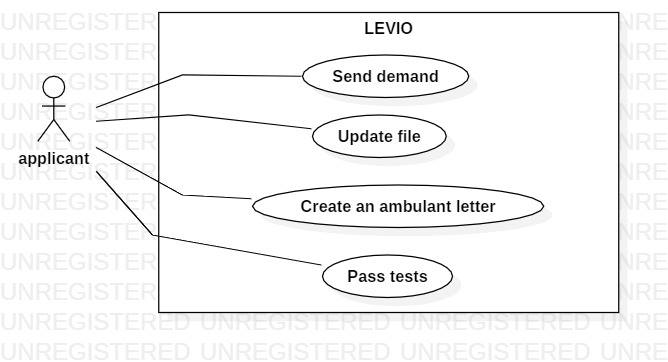 LEVIO
Send demand
Update file
applicant
Create an ambulant letter
Pass tests
UNREGISTERED UNREGISTERED UNREGISTERED UNRE
UNREGISTERED UNREGISTERED UNREGISTERED UNRE